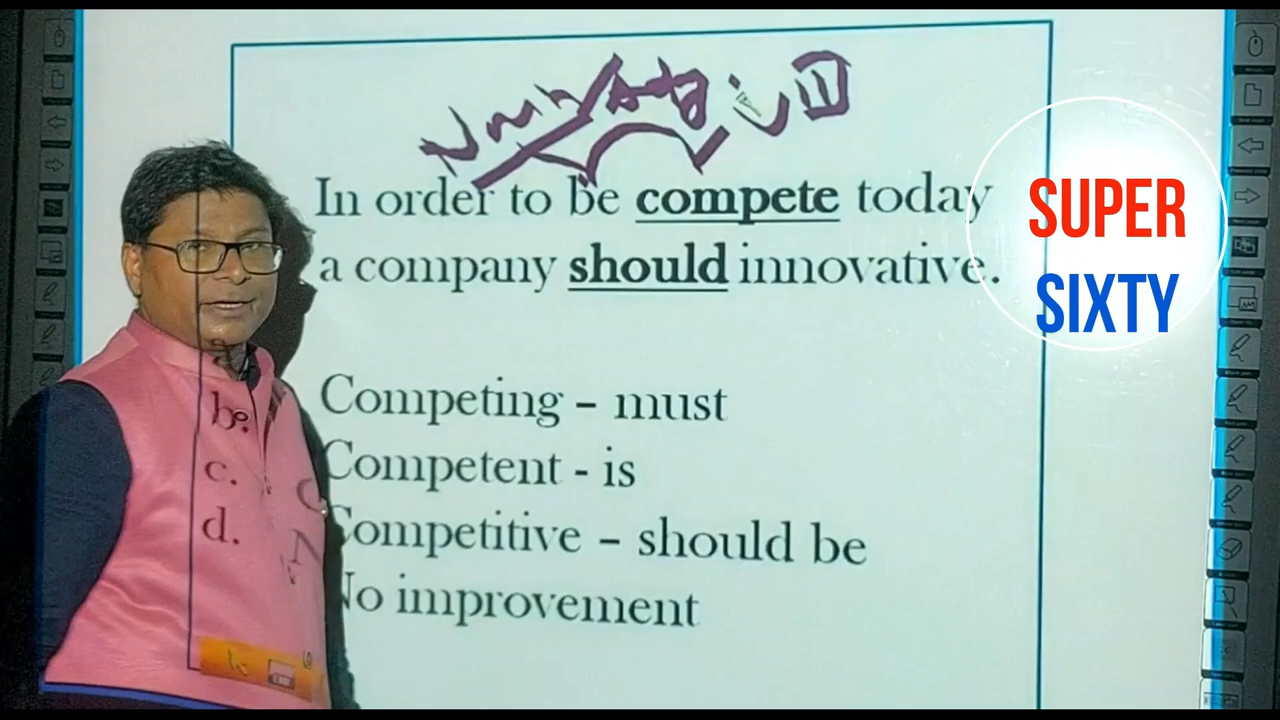 In order to be compete today
a company should innovative.
SUPER
SIXTY
Competing – must
b. Competent - is
c. Competitive – should be
d. No improvement